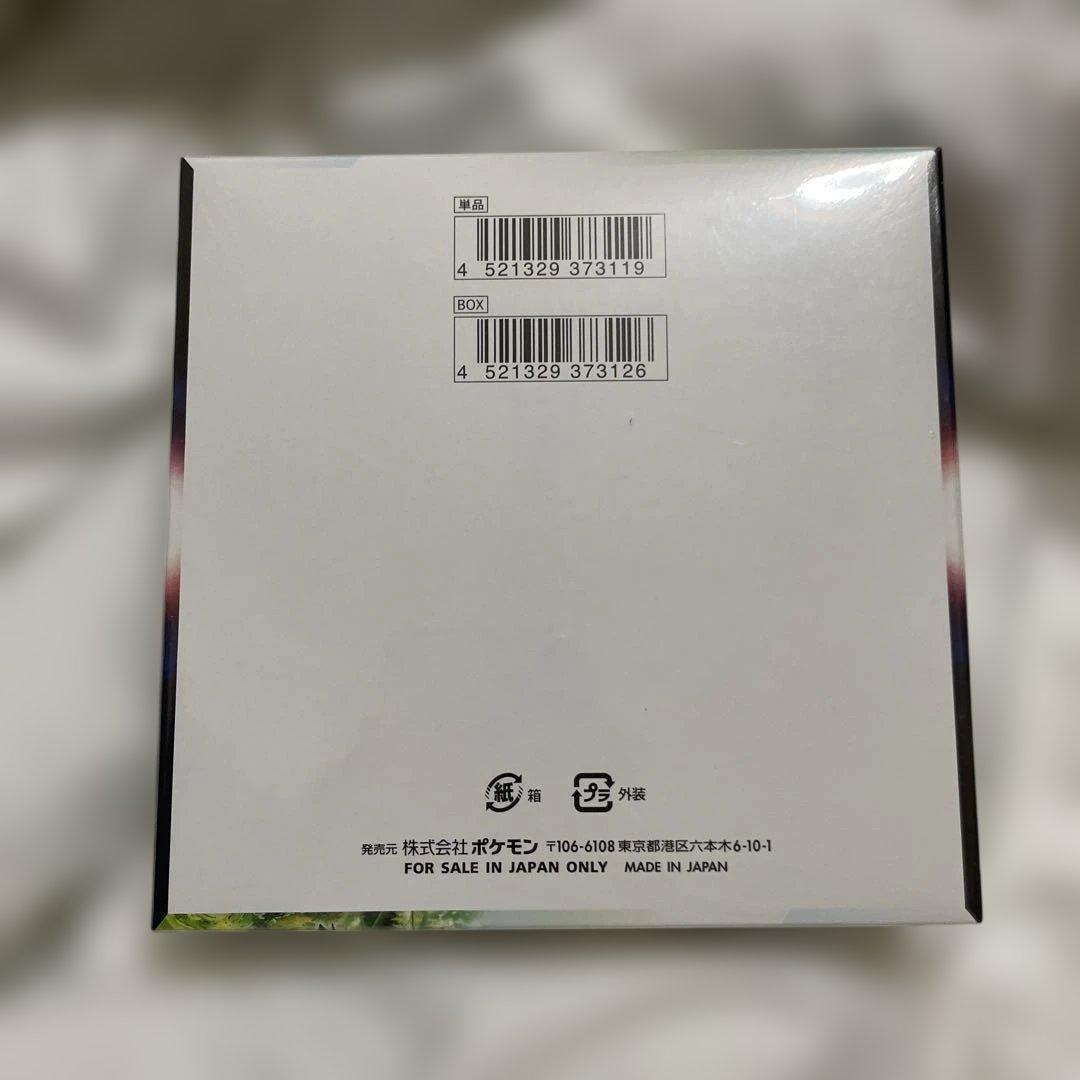 単品
4 521329 373119
BOX
4 521329 373126
紙 箱 プラ 外装
発売元 株式会社 ポケモン 〒106-6108 東京都港区六本木6-10-1
FOR SALE IN JAPAN ONLY MADE IN JAPAN